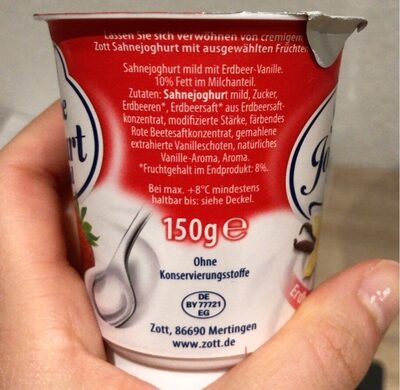 Lassen Sie sich verwöhnen von cremigem
Zott Sahnejoghurt mit ausgewählten Früchten
Sahnejoghurt mild mit Erdbeer-Vanille.
10% Fett im Milchanteil.
Zutaten: Sahnejoghurt mild, Zucker,
Erdbeeren*, Erdbeersaft* aus Erdbeersaft-
konzentrat, modifizierte Stärke, färbendes
Rote Beetesaftkonzentrat, gemahlene
extrahierte Vanilleschoten, natürliches
Vanille-Aroma, Aroma.
*Fruchtgehalt im Endprodukt: 8%.
Bei max. +8°C mindestens
haltbar bis: siehe Deckel.
150g e
Ohne
Konservierungsstoffe
DE
BY 77721
EG
Zott, 86690 Mertingen
www.zott.de